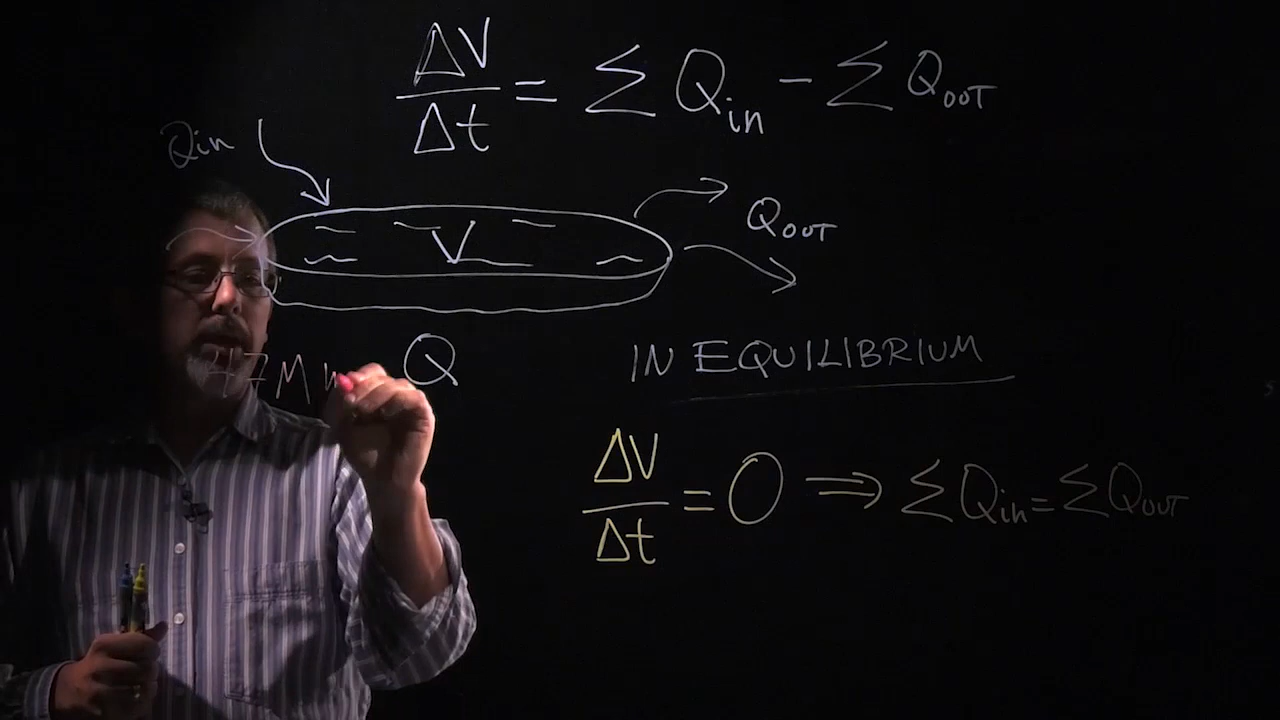 ΔV/Δt = Σ Qin − Σ QOUT
Qin
V
QOUT
Q
IN EQUILIBRIUM
ΔV/Δt = 0 ⇒ Σ Qin = Σ QOUT